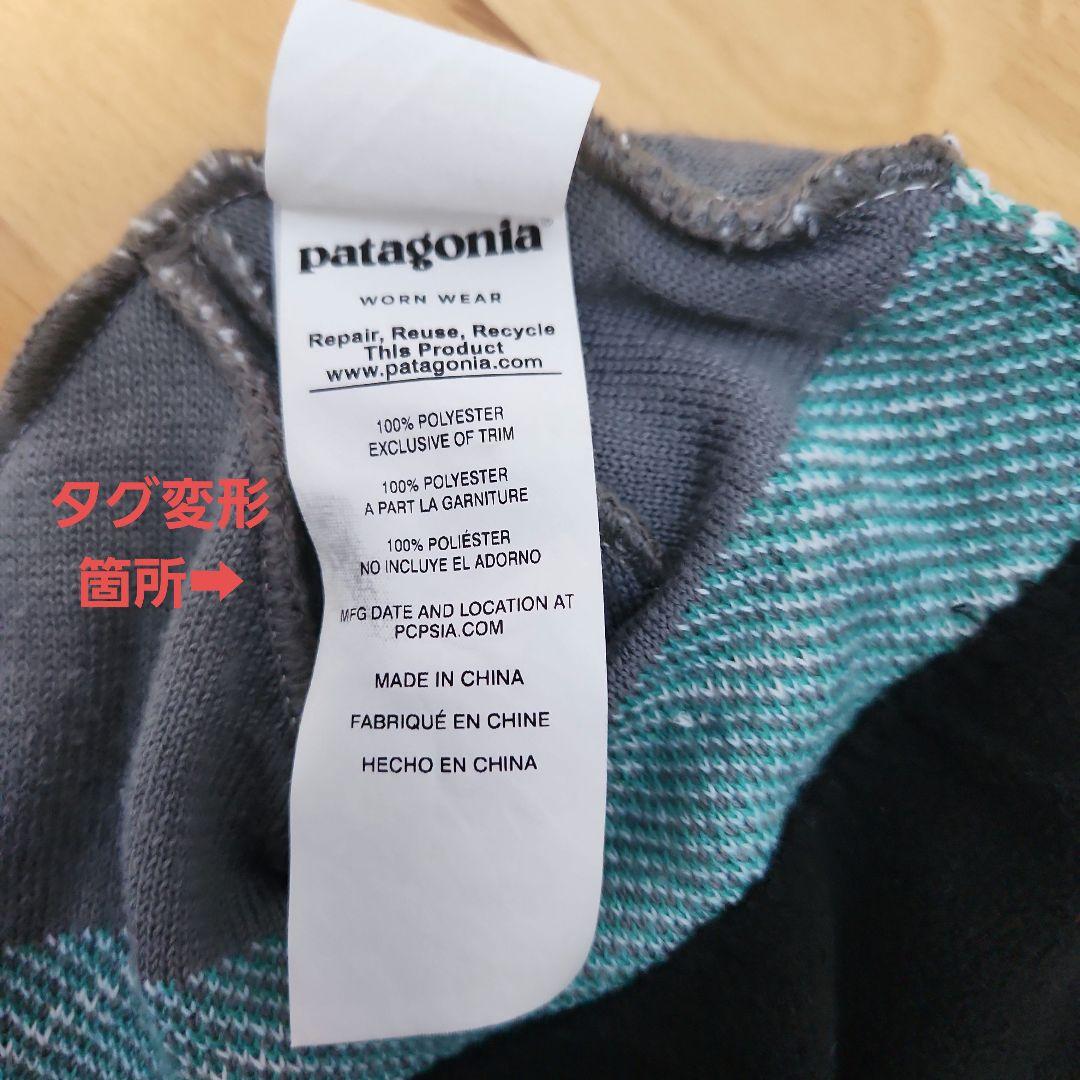 patagonia®
WORN WEAR
Repair, Reuse, Recycle
This Product
www.patagonia.com
100% POLYESTER
EXCLUSIVE OF TRIM
100% POLYESTER
A PART LA GARNITURE
100% POLIÉSTER
NO INCLUYE EL ADORNO
MFG DATE AND LOCATION AT
PCPSIA.COM
MADE IN CHINA
FABRIQUÉ EN CHINE
HECHO EN CHINA
タグ変形
箇所➡